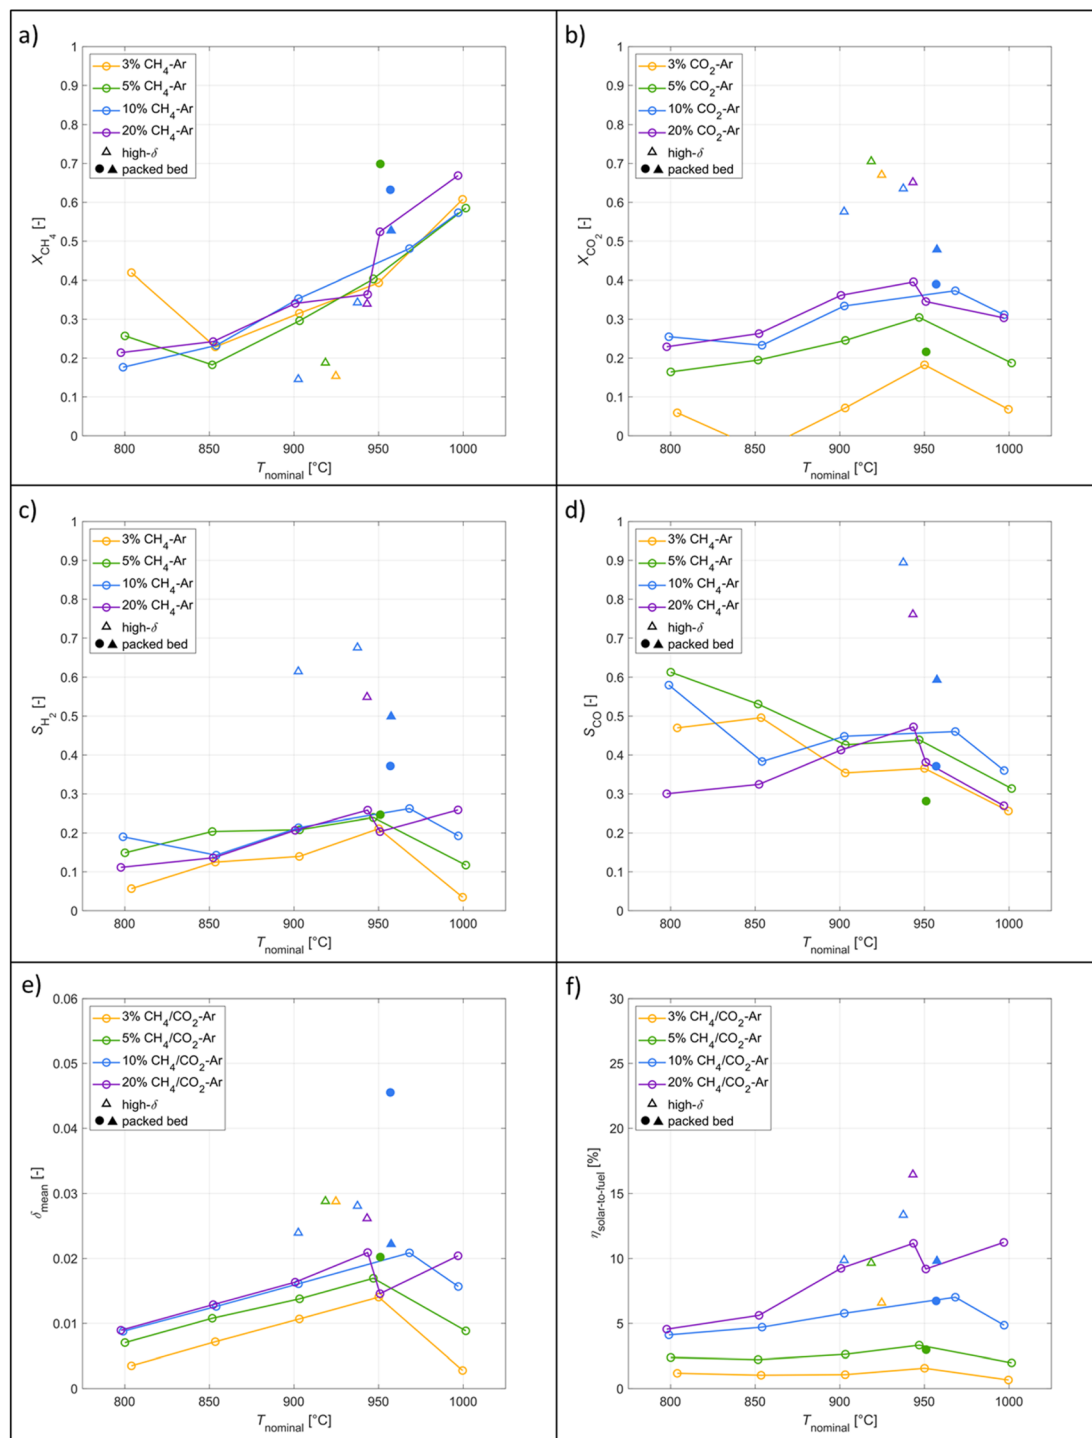 a)
1
0.9
0.8
0.7
0.6
0.5
0.4
0.3
0.2
0.1
0
X_CH4 [-]
3% CH4-Ar
5% CH4-Ar
10% CH4-Ar
20% CH4-Ar
high-δ
packed bed
800 850 900 950 1000
T_nominal [°C]
b)
1
0.9
0.8
0.7
0.6
0.5
0.4
0.3
0.2
0.1
0
X_CO2 [-]
3% CO2-Ar
5% CO2-Ar
10% CO2-Ar
20% CO2-Ar
high-δ
packed bed
800 850 900 950 1000
T_nominal [°C]
c)
1
0.9
0.8
0.7
0.6
0.5
0.4
0.3
0.2
0.1
0
S_H2 [-]
3% CH4-Ar
5% CH4-Ar
10% CH4-Ar
20% CH4-Ar
high-δ
packed bed
800 850 900 950 1000
T_nominal [°C]
d)
1
0.9
0.8
0.7
0.6
0.5
0.4
0.3
0.2
0.1
0
S_CO [-]
3% CH4-Ar
5% CH4-Ar
10% CH4-Ar
20% CH4-Ar
high-δ
packed bed
800 850 900 950 1000
T_nominal [°C]
e)
0.06
0.05
0.04
0.03
0.02
0.01
0
δ_mean [-]
3% CH4/CO2-Ar
5% CH4/CO2-Ar
10% CH4/CO2-Ar
20% CH4/CO2-Ar
high-δ
packed bed
800 850 900 950 1000
T_nominal [°C]
f)
30
25
20
15
10
5
0
η_solar-to-fuel [%]
3% CH4/CO2-Ar
5% CH4/CO2-Ar
10% CH4/CO2-Ar
20% CH4/CO2-Ar
high-δ
packed bed
800 850 900 950 1000
T_nominal [°C]